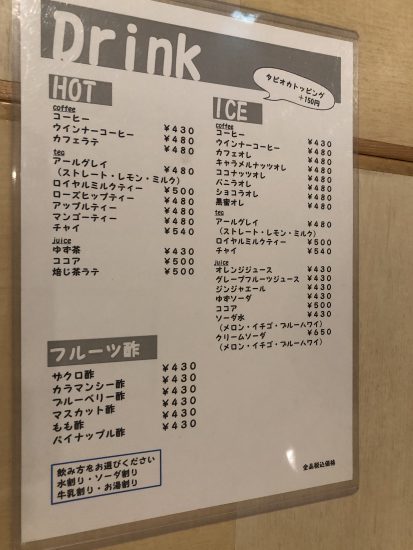 Drink
タピオカトッピング
+150円
HOT
coffee
コーヒー ¥430
ウインナーコーヒー ¥480
カフェラテ ¥480
tea
アールグレイ ¥480
(ストレート・レモン・ミルク)
ロイヤルミルクティー ¥500
ローズヒップティー ¥480
アップルティー ¥480
マンゴーティー ¥480
チャイ ¥540
juice
ゆず茶 ¥430
ココア ¥500
焙じ茶ラテ ¥500
ICE
coffee
コーヒー ¥430
ウインナーコーヒー ¥480
カフェオレ ¥480
キャラメルナッツオレ ¥480
ココナッツオレ ¥480
バニラオレ ¥480
ショコラオレ ¥480
黒蜜オレ ¥480
tea
アールグレイ ¥480
(ストレート・レモン・ミルク)
ロイヤルミルクティー ¥500
チャイ ¥540
juice
オレンジジュース ¥430
グレープフルーツジュース ¥430
ジンジャエール ¥430
ゆずソーダ ¥430
ココア ¥500
ソーダ水 ¥430
(メロン・イチゴ・ブルーハワイ)
クリームソーダ ¥650
(メロン・イチゴ・ブルーハワイ)
フルーツ酢
ザクロ酢 ¥430
カラマンシー酢 ¥430
ブルーベリー酢 ¥430
マスカット酢 ¥430
もも酢 ¥430
パイナップル酢 ¥430
飲み方をお選びください
水割り・ソーダ割り
牛乳割り・お湯割り
全品税込価格